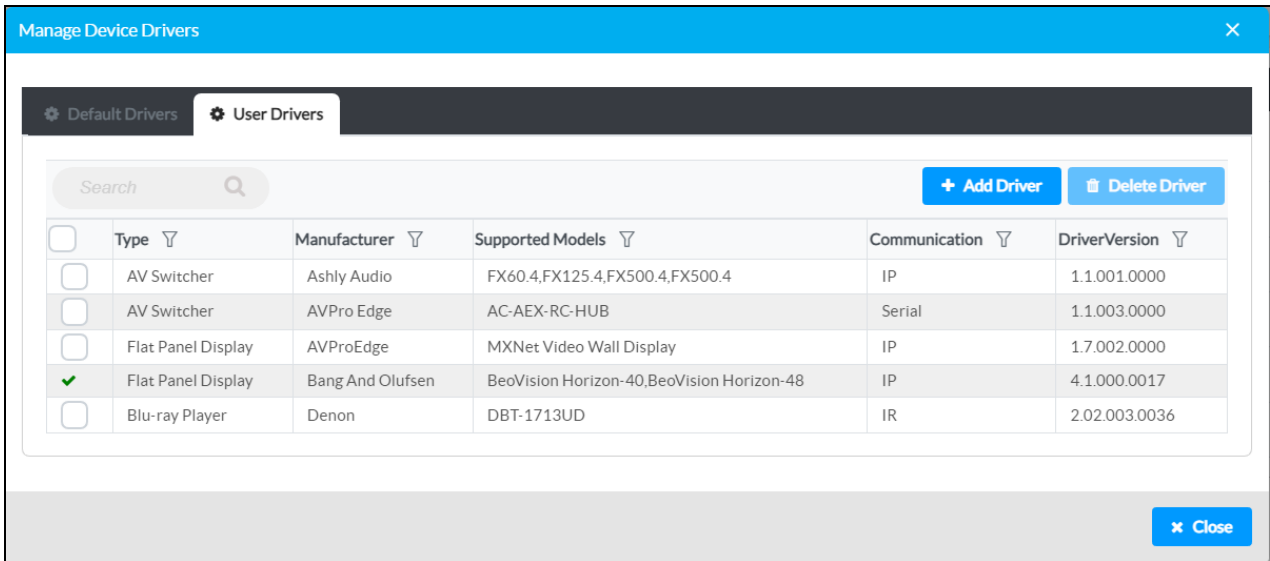 Manage Device Drivers
Default Drivers User Drivers
Search + Add Driver Delete Driver
Type Manufacturer Supported Models Communication DriverVersion
AV Switcher Ashly Audio FX60.4,FX125.4,FX500.4,FX500.4 IP 1.1.001.0000
AV Switcher AVPro Edge AC-AEX-RC-HUB Serial 1.1.003.0000
Flat Panel Display AVProEdge MXNet Video Wall Display IP 1.7.002.0000
Flat Panel Display Bang And Olufsen BeoVision Horizon-40,BeoVision Horizon-48 IP 4.1.000.0017
Blu-ray Player Denon DBT-1713UD IR 2.02.003.0036
Close